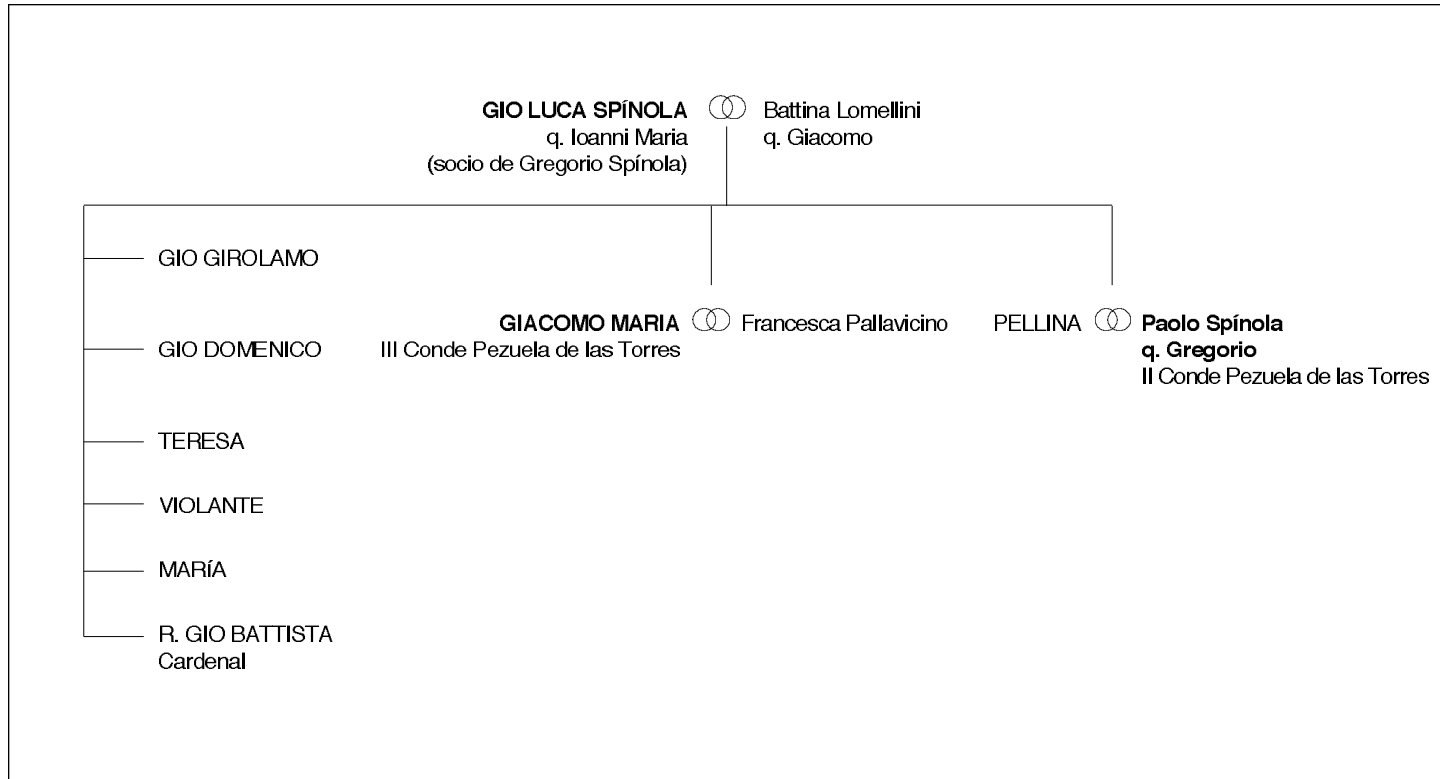 GIO LUCA SPÍNOLA
q. Ioanni Maria
(socio de Gregorio Spínola)
Battina Lomellini
q. Giacomo
GIO GIROLAMO
GIO DOMENICO
TERESA
VIOLANTE
MARÍA
R. GIO BATTISTA
Cardenal
GIACOMO MARIA
III Conde Pezuela de las Torres
Francesca Pallavicino
PELLINA
Paolo Spínola
q. Gregorio
II Conde Pezuela de las Torres